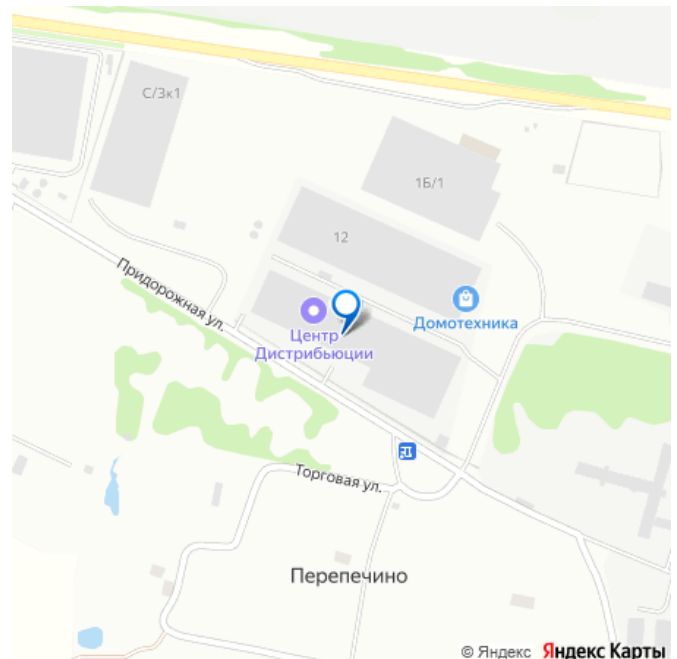 С/3к1
1Б/1
12
Придорожная ул.
Домотехника
Центр
Дистрибьюции
Торговая ул.
Перепечино
© Яндекс Яндекс Карты